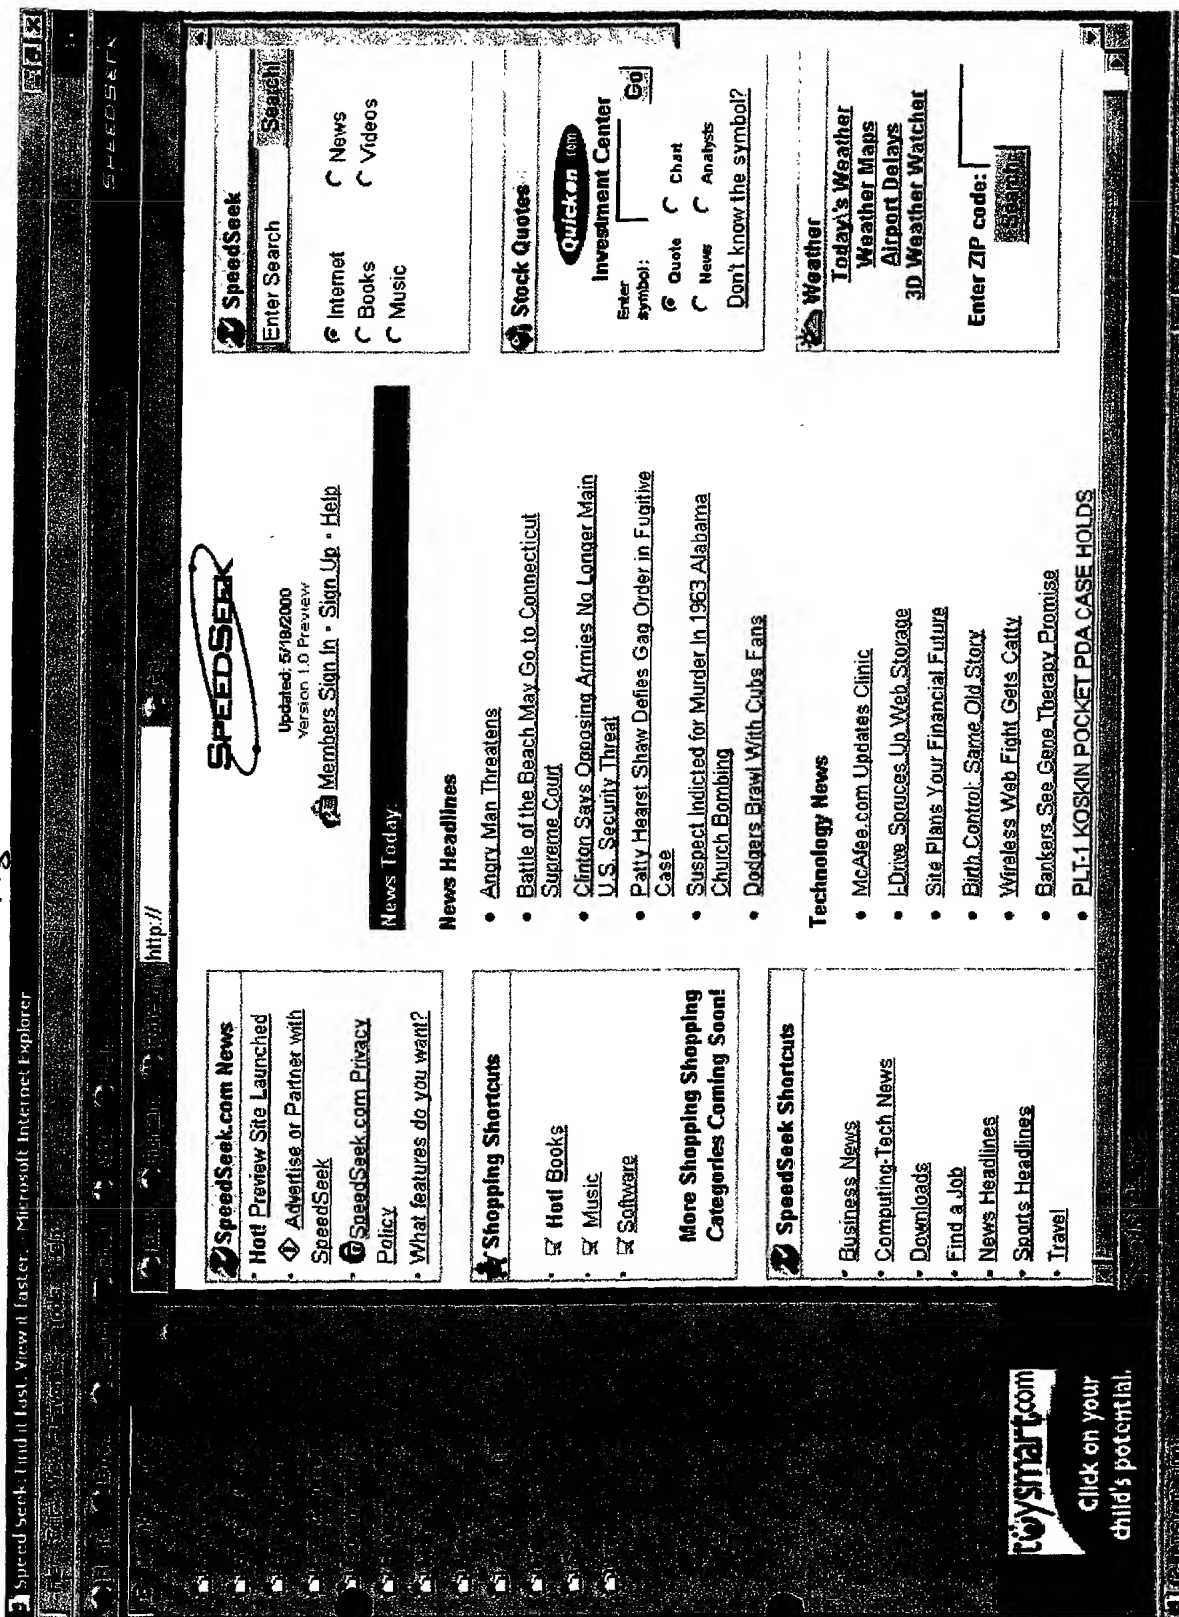 Speed Seek: Find it fast. View it faster. - Microsoft Internet Explorer
SPEEDSEEK
http://
SpeedSeek.com News
Hot! Preview Site Launched
Advertise or Partner with
SpeedSeek
SpeedSeek.com Privacy
Policy
What features do you want?
Shopping Shortcuts
Hot! Books
Music
Software
More Shopping Shopping
Categories Coming Soon!
SpeedSeek Shortcuts
Business News
Computing-Tech News
Downloads
Find a Job
News Headlines
Sports Headlines
Travel
SPEEDSEEK
Updated: 5/18/2000
Version 1.0 Preview
Members Sign In - Sign Up - Help
News Today
News Headlines
• Angry Man Threatens
• Battle of the Beach May Go to Connecticut
Supreme Court
• Clinton Says Opposing Armies No Longer Main
U.S. Security Threat
• Patty Hearst Shaw Defies Gag Order in Fugitive
Case
• Suspect Indicted for Murder In 1963 Alabama
Church Bombing
• Dodgers Brawl With Cubs Fans
Technology News
• McAfee.com Updates Clinic
• I-Drive Spruces Up Web Storage
• Site Plans Your Financial Future
• Birth Control: Same Old Story
• Wireless Web Fight Gets Catty
• Bankers See Gene Therapy Promise
• PLT-1 KOSKIN POCKET PDA CASE HOLDS
SpeedSeek
Enter Search Search
Internet News
Books Videos
Music
Stock Quotes
Quicken.com
Investment Center
Enter
symbol: Go
Quote Chart
News Analysts
Don't know the symbol?
Weather
Today\'s Weather
Weather Maps
Airport Delays
3D Weather Watcher
Enter ZIP code:
Search
toysmart.com
Click on your
child's potential.